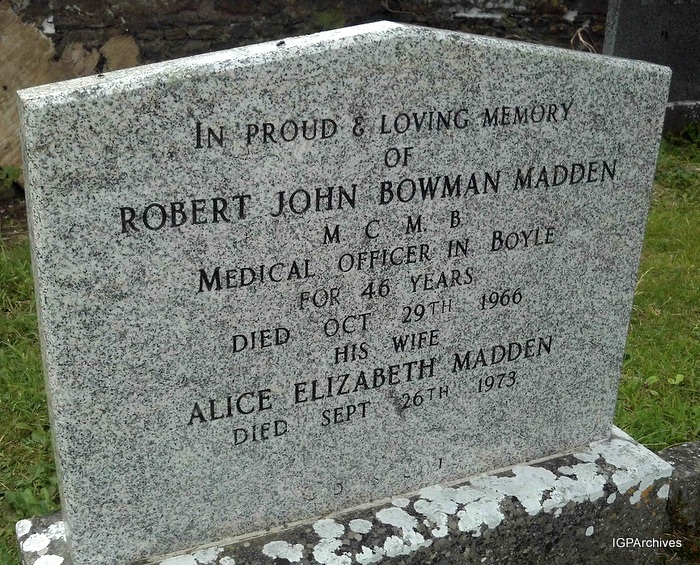 IN PROUD & LOVING MEMORY
OF
ROBERT JOHN BOWMAN MADDEN
M C M B
MEDICAL OFFICER IN BOYLE
FOR 46 YEARS
DIED OCT 29TH 1966
HIS WIFE
ALICE ELIZABETH MADDEN
DIED SEPT 26TH 1973
IGPArchives